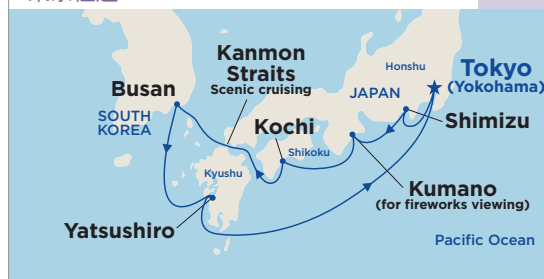 Kanmon
Straits
Scenic cruising
Honshu
Tokyo
(Yokohama)
Busan
JAPAN
SOUTH
KOREA
Kochi
Shimizu
Shikoku
Kyushu
Kumano
(for fireworks viewing)
Yatsushiro
Pacific Ocean